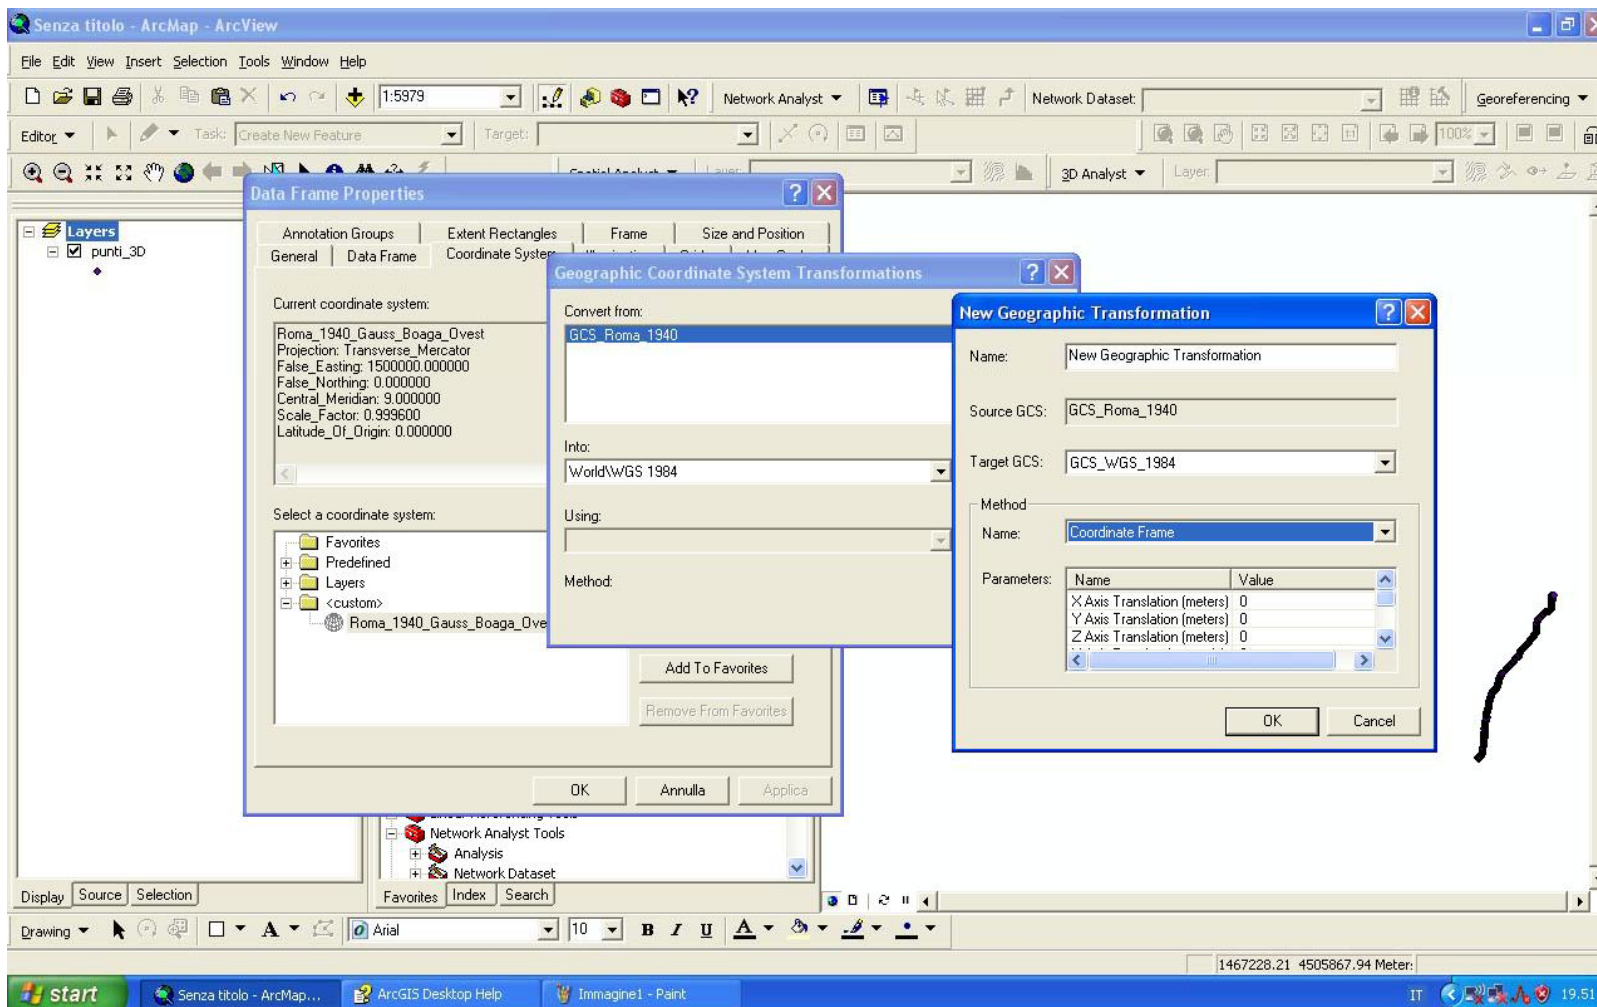 Senza titolo - ArcMap - ArcView
File Edit View Insert Selection Tools Window Help
1:5979
Network Analyst
Network Dataset:
Georeferencing
Editor
Task: Create New Feature
Target:
100%
3D Analyst
Layer:
Layers
punti_3D
Data Frame Properties
Annotation Groups
Extent Rectangles
Frame
Size and Position
General
Data Frame
Coordinate System
Current coordinate system:
Roma_1940_Gauss_Boaga_Ovest
Projection: Transverse_Mercator
False_Easting: 1500000.000000
False_Northing: 0.000000
Central_Meridian: 9.000000
Scale_Factor: 0.999600
Latitude_Of_Origin: 0.000000
Select a coordinate system:
Favorites
Predefined
Layers
<custom>
Roma_1940_Gauss_Boaga_Ove
Add To Favorites
Remove From Favorites
OK
Annulla
Applica
Geographic Coordinate System Transformations
Convert from:
GCS_Roma_1940
Into:
World\WGS 1984
Using:
Method:
New Geographic Transformation
Name: New Geographic Transformation
Source GCS: GCS_Roma_1940
Target GCS: GCS_WGS_1984
Method
Name: Coordinate Frame
Parameters:
Name Value
X Axis Translation (meters) 0
Y Axis Translation (meters) 0
Z Axis Translation (meters) 0
OK
Cancel
Network Analyst Tools
Analysis
Network Dataset
Display Source Selection
Favorites Index Search
Drawing
Arial
10
B I U A
1467228.21 4505867.94 Meter:
start
Senza titolo - ArcMap...
ArcGIS Desktop Help
Immagine1 - Paint
IT
19.51